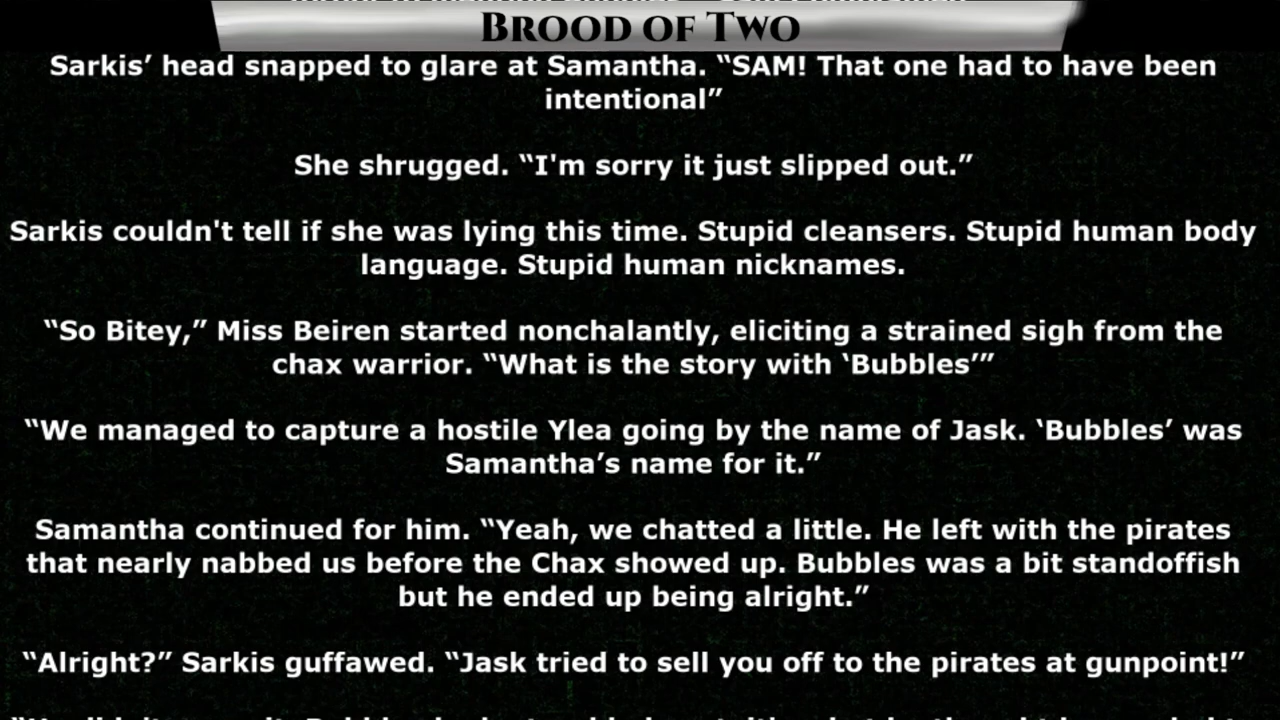 BROOD OF TWO
Sarkis’ head snapped to glare at Samantha. “SAM! That one had to have been
intentional”
She shrugged. “I'm sorry it just slipped out.”
Sarkis couldn't tell if she was lying this time. Stupid cleansers. Stupid human body
language. Stupid human nicknames.
“So Bitey,” Miss Beiren started nonchalantly, eliciting a strained sigh from the
chax warrior. “What is the story with ‘Bubbles’”
“We managed to capture a hostile Ylea going by the name of Jask. ‘Bubbles’ was
Samantha’s name for it.”
Samantha continued for him. “Yeah, we chatted a little. He left with the pirates
that nearly nabbed us before the Chax showed up. Bubbles was a bit standoffish
but he ended up being alright.”
“Alright?” Sarkis guffawed. “Jask tried to sell you off to the pirates at gunpoint!”